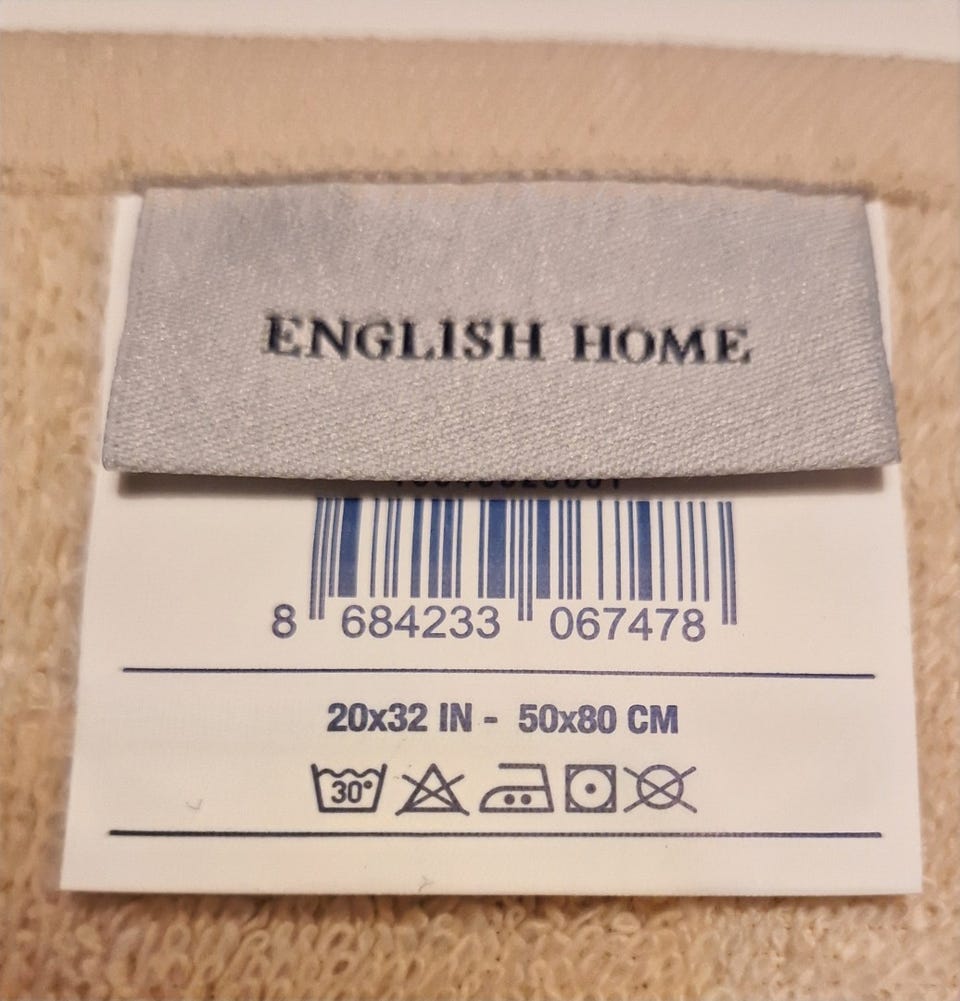 ENGLISH HOME
8 684233 067478
20x32 IN - 50x80 CM
30°